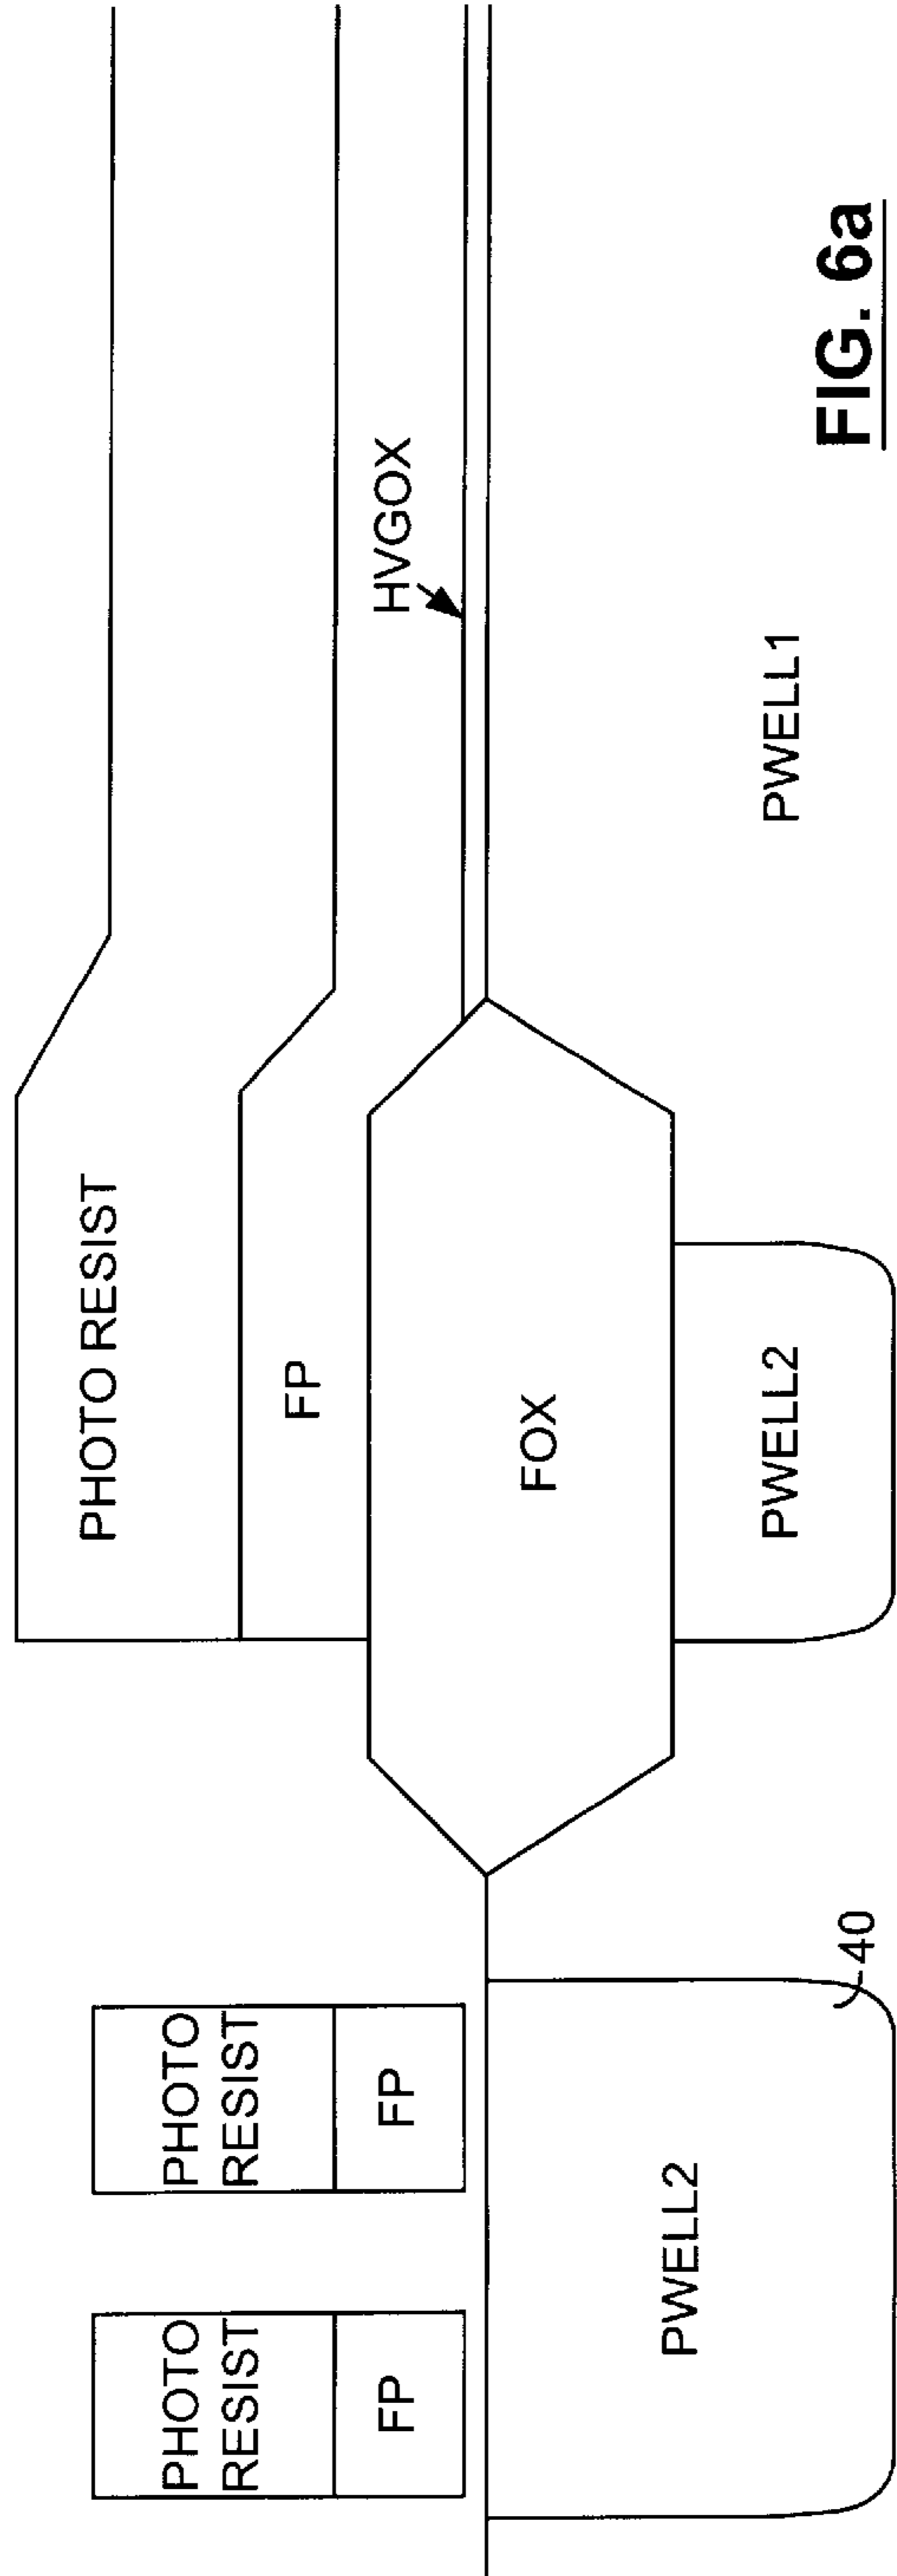 PHOTO RESIST
PHOTO
RESIST
PHOTO
RESIST
FP
FP
FP
HVGOX
FOX
PWELL2
PWELL2
PWELL1
40
FIG. 6a